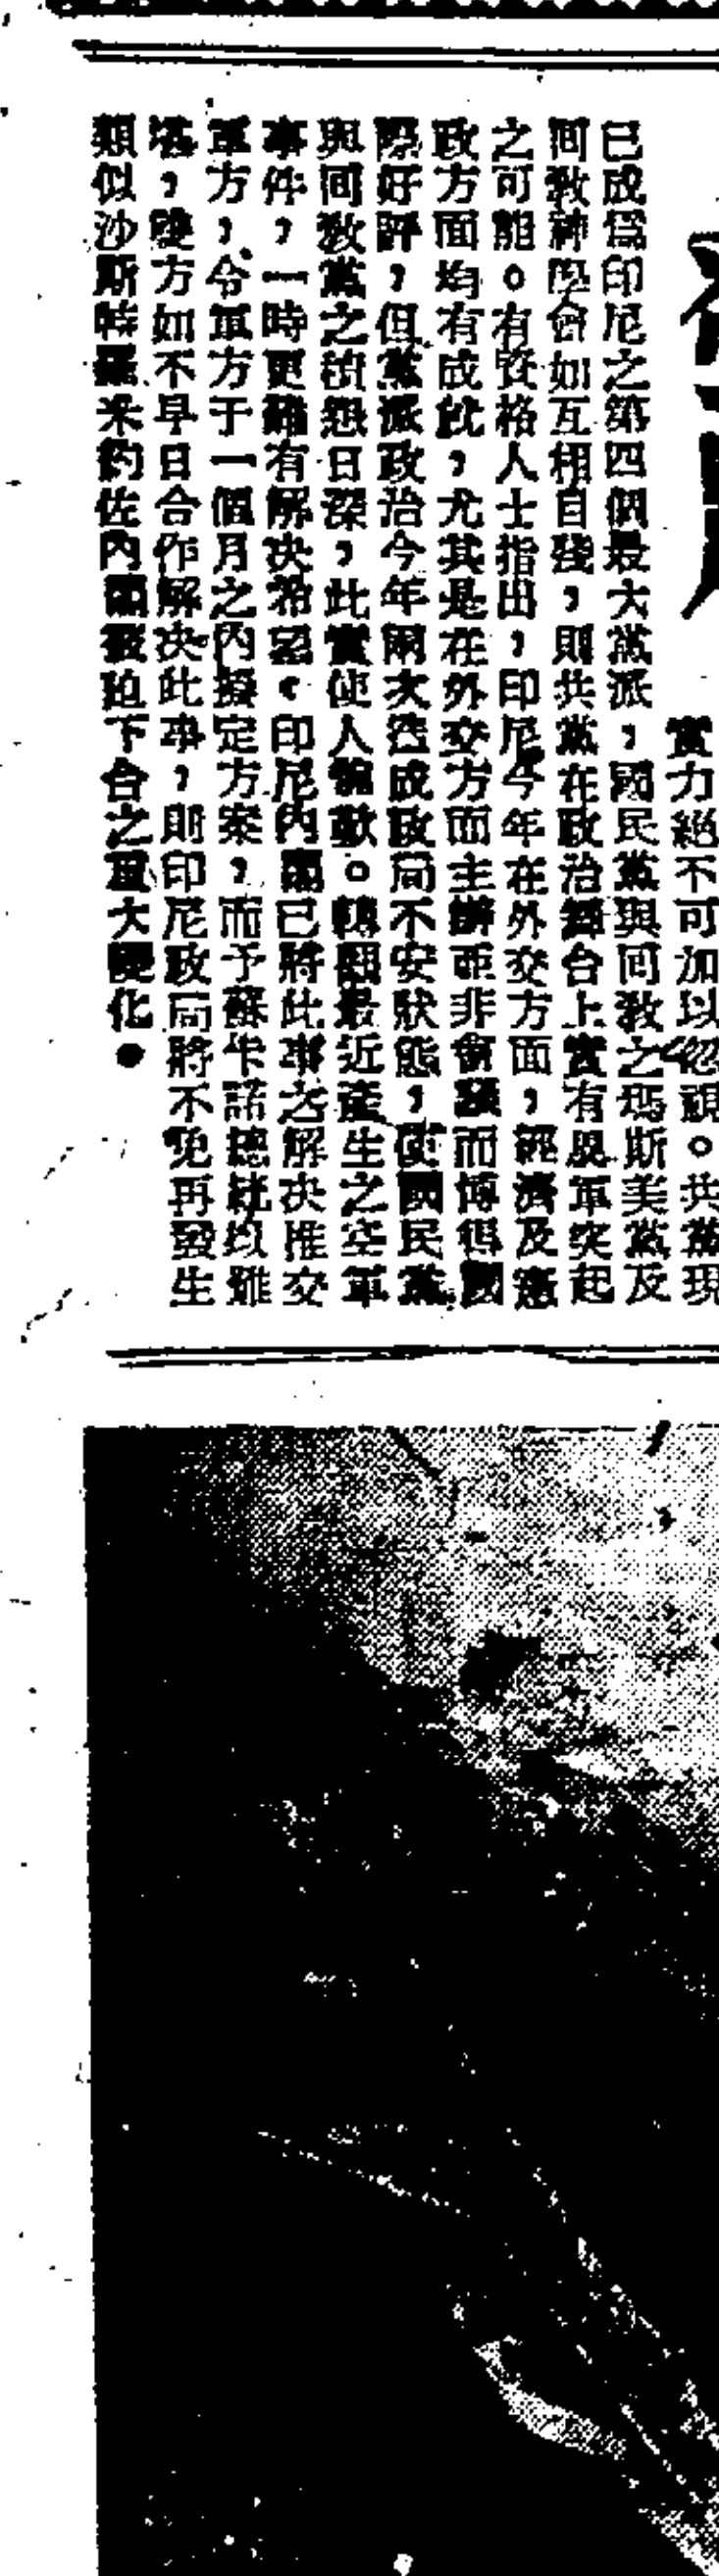 實力絕不可加以忽視。共黨現
已成爲印尼之第四個最大黨派，國民黨與回敎之瑪斯美黨及
回敎神學會如互相自殘，則共黨在政治舞台上實有異軍突起
之可能。有資格人士指出，印尼今年在外交方面，經濟及憲
政方面均有成就，尤其是在外交方面主辦亞非會議而博得國
際好評，但黨派政治今年兩次造成政局不安狀態，使國民黨
與回敎黨之積怨日深，此實使人惋歎。轉觀最近產生之空軍
事件，一時更難有解決希望。印尼內閣已將此事之解決推交
軍方，令軍方于一個月之內擬定方案，而予蘇卡諾總統以難
堪，雙方如不早日合作解決此事，則印尼政局將不免再發生
類似沙斯特羅米約佐內閣被迫下台之重大變化●